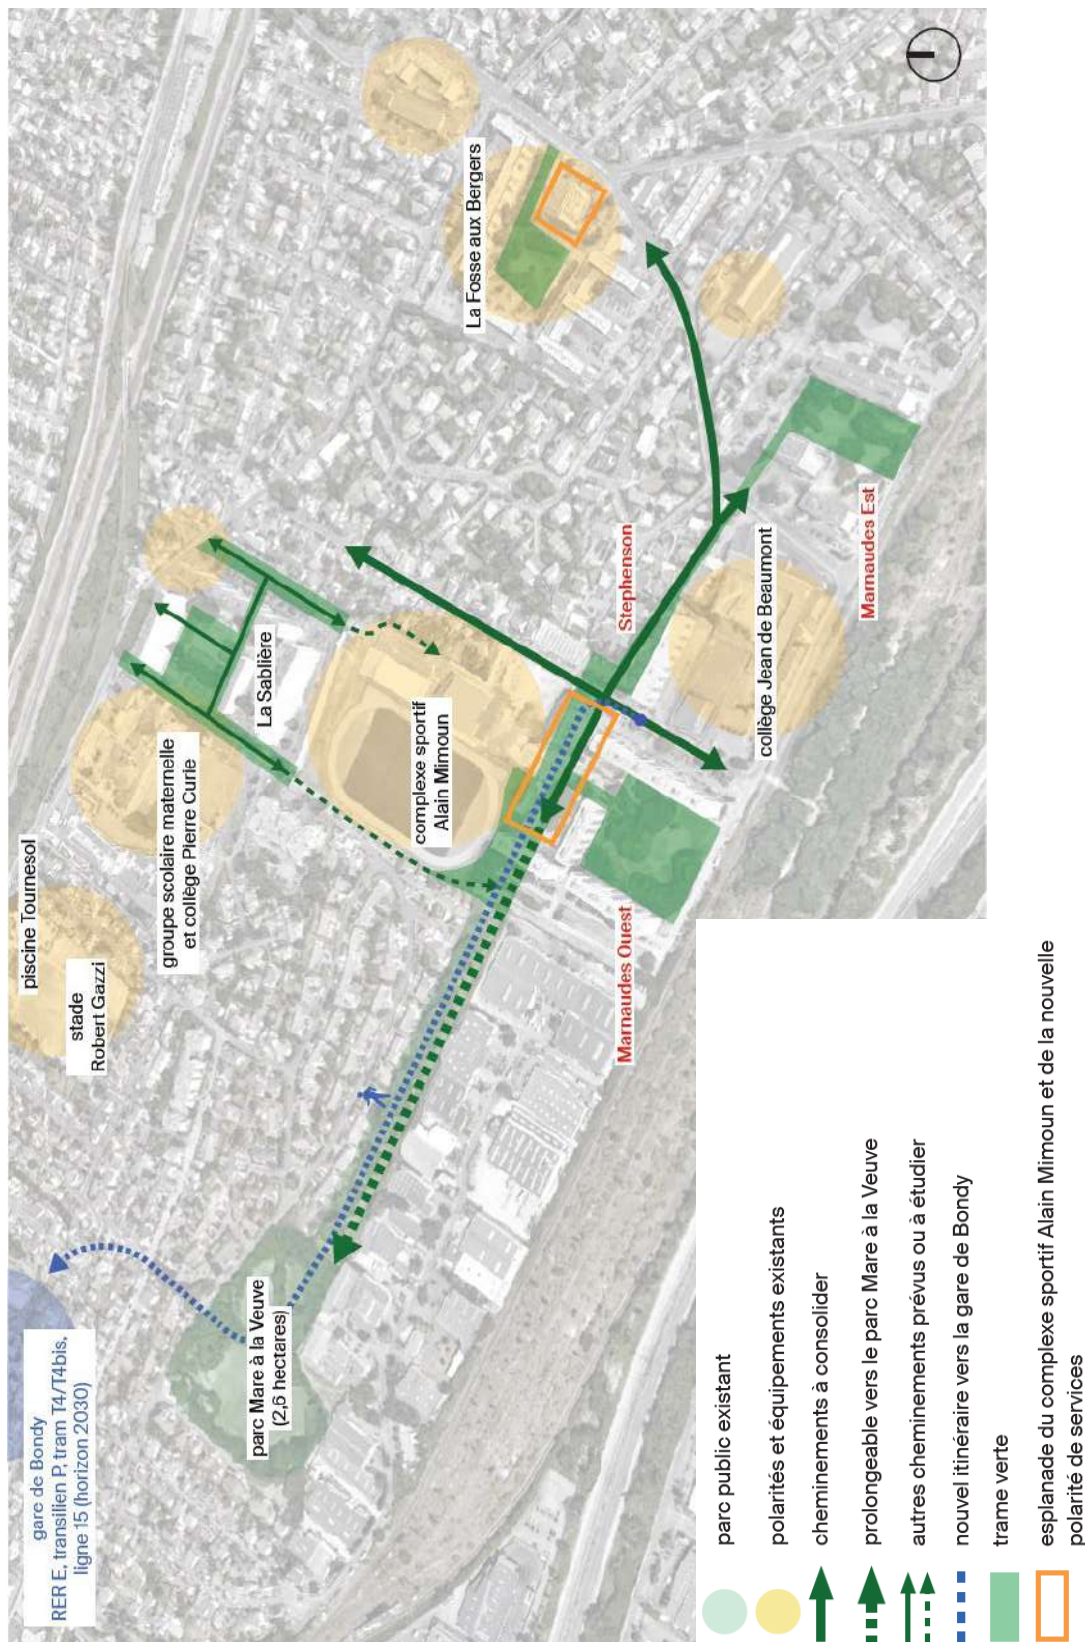 gare de Bondy
RER E, transilien P, tram T4/T4bis,
ligne 15 (horizon 2030)
parc Mare à la Veuve
(2,6 hectares)
piscine Tournesol
stade
Robert Gazzi
groupe scolaire maternelle
et collège Pierre Curie
La Sablière
complexe sportif
Alain Mimoun
La Fosse aux Bergers
Stephenson
Marnaudes Ouest
collège Jean de Beaumont
Marnaudes Est
parc public existant
polarités et équipements existants
cheminements à consolider
prolongeable vers le parc Mare à la Veuve
autres cheminements prévus ou à étudier
nouvel itinéraire vers la gare de Bondy
trame verte
esplanade du complexe sportif Alain Mimoun et de la nouvelle
polarité de services